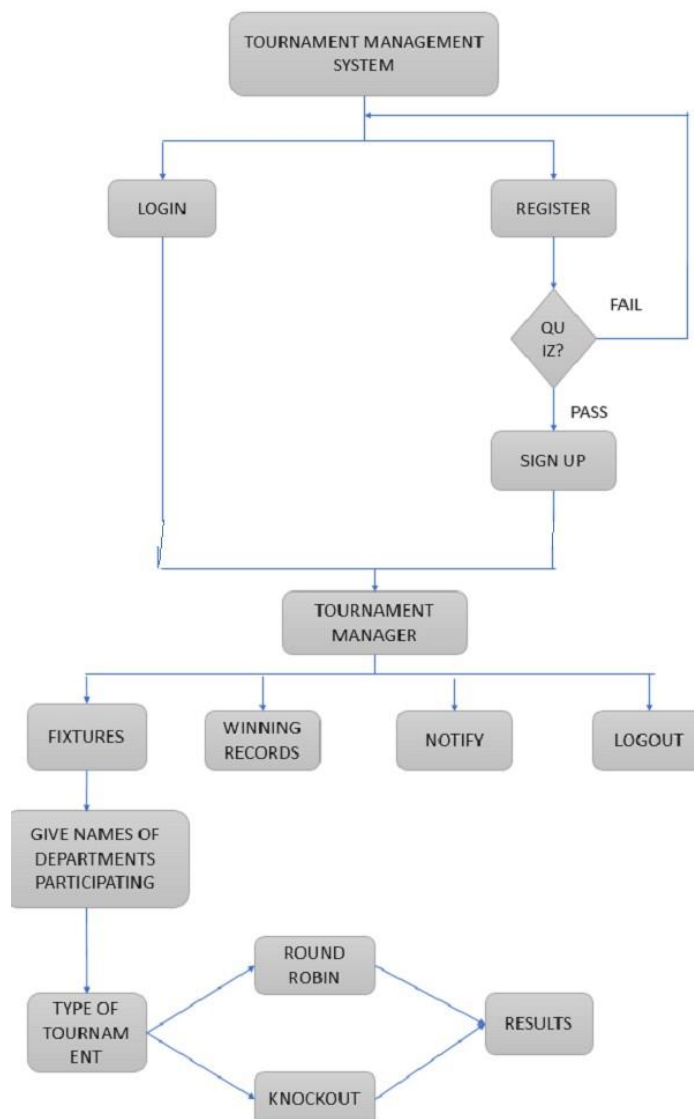 TOURNAMENT MANAGEMENT
SYSTEM
LOGIN
REGISTER
QU
IZ?
FAIL
PASS
SIGN UP
TOURNAMENT
MANAGER
FIXTURES
WINNING
RECORDS
NOTIFY
LOGOUT
GIVE NAMES OF
DEPARTMENTS
PARTICIPATING
TYPE OF
TOURNAM
ENT
ROUND
ROBIN
KNOCKOUT
RESULTS